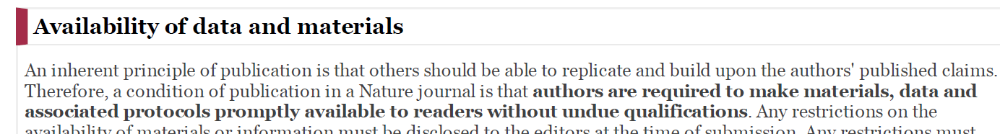 Availability of data and materials
An inherent principle of publication is that others should be able to replicate and build upon the authors' published claims.
Therefore, a condition of publication in a Nature journal is that authors are required to make materials, data and
associated protocols promptly available to readers without undue qualifications. Any restrictions on the
availability of materials or information must be disclosed to the editors at the time of submission. Any restrictions must